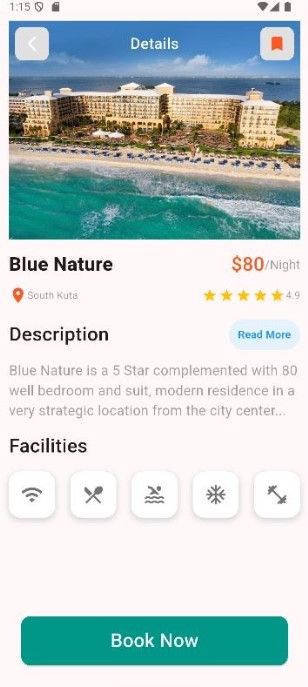 1:15
Details
Blue Nature
$80/Night
South Kuta
4.9
Description
Read More
Blue Nature is a 5 Star complemented with 80
well bedroom and suit, modern residence in a
very strategic location from the city center...
Facilities
Book Now